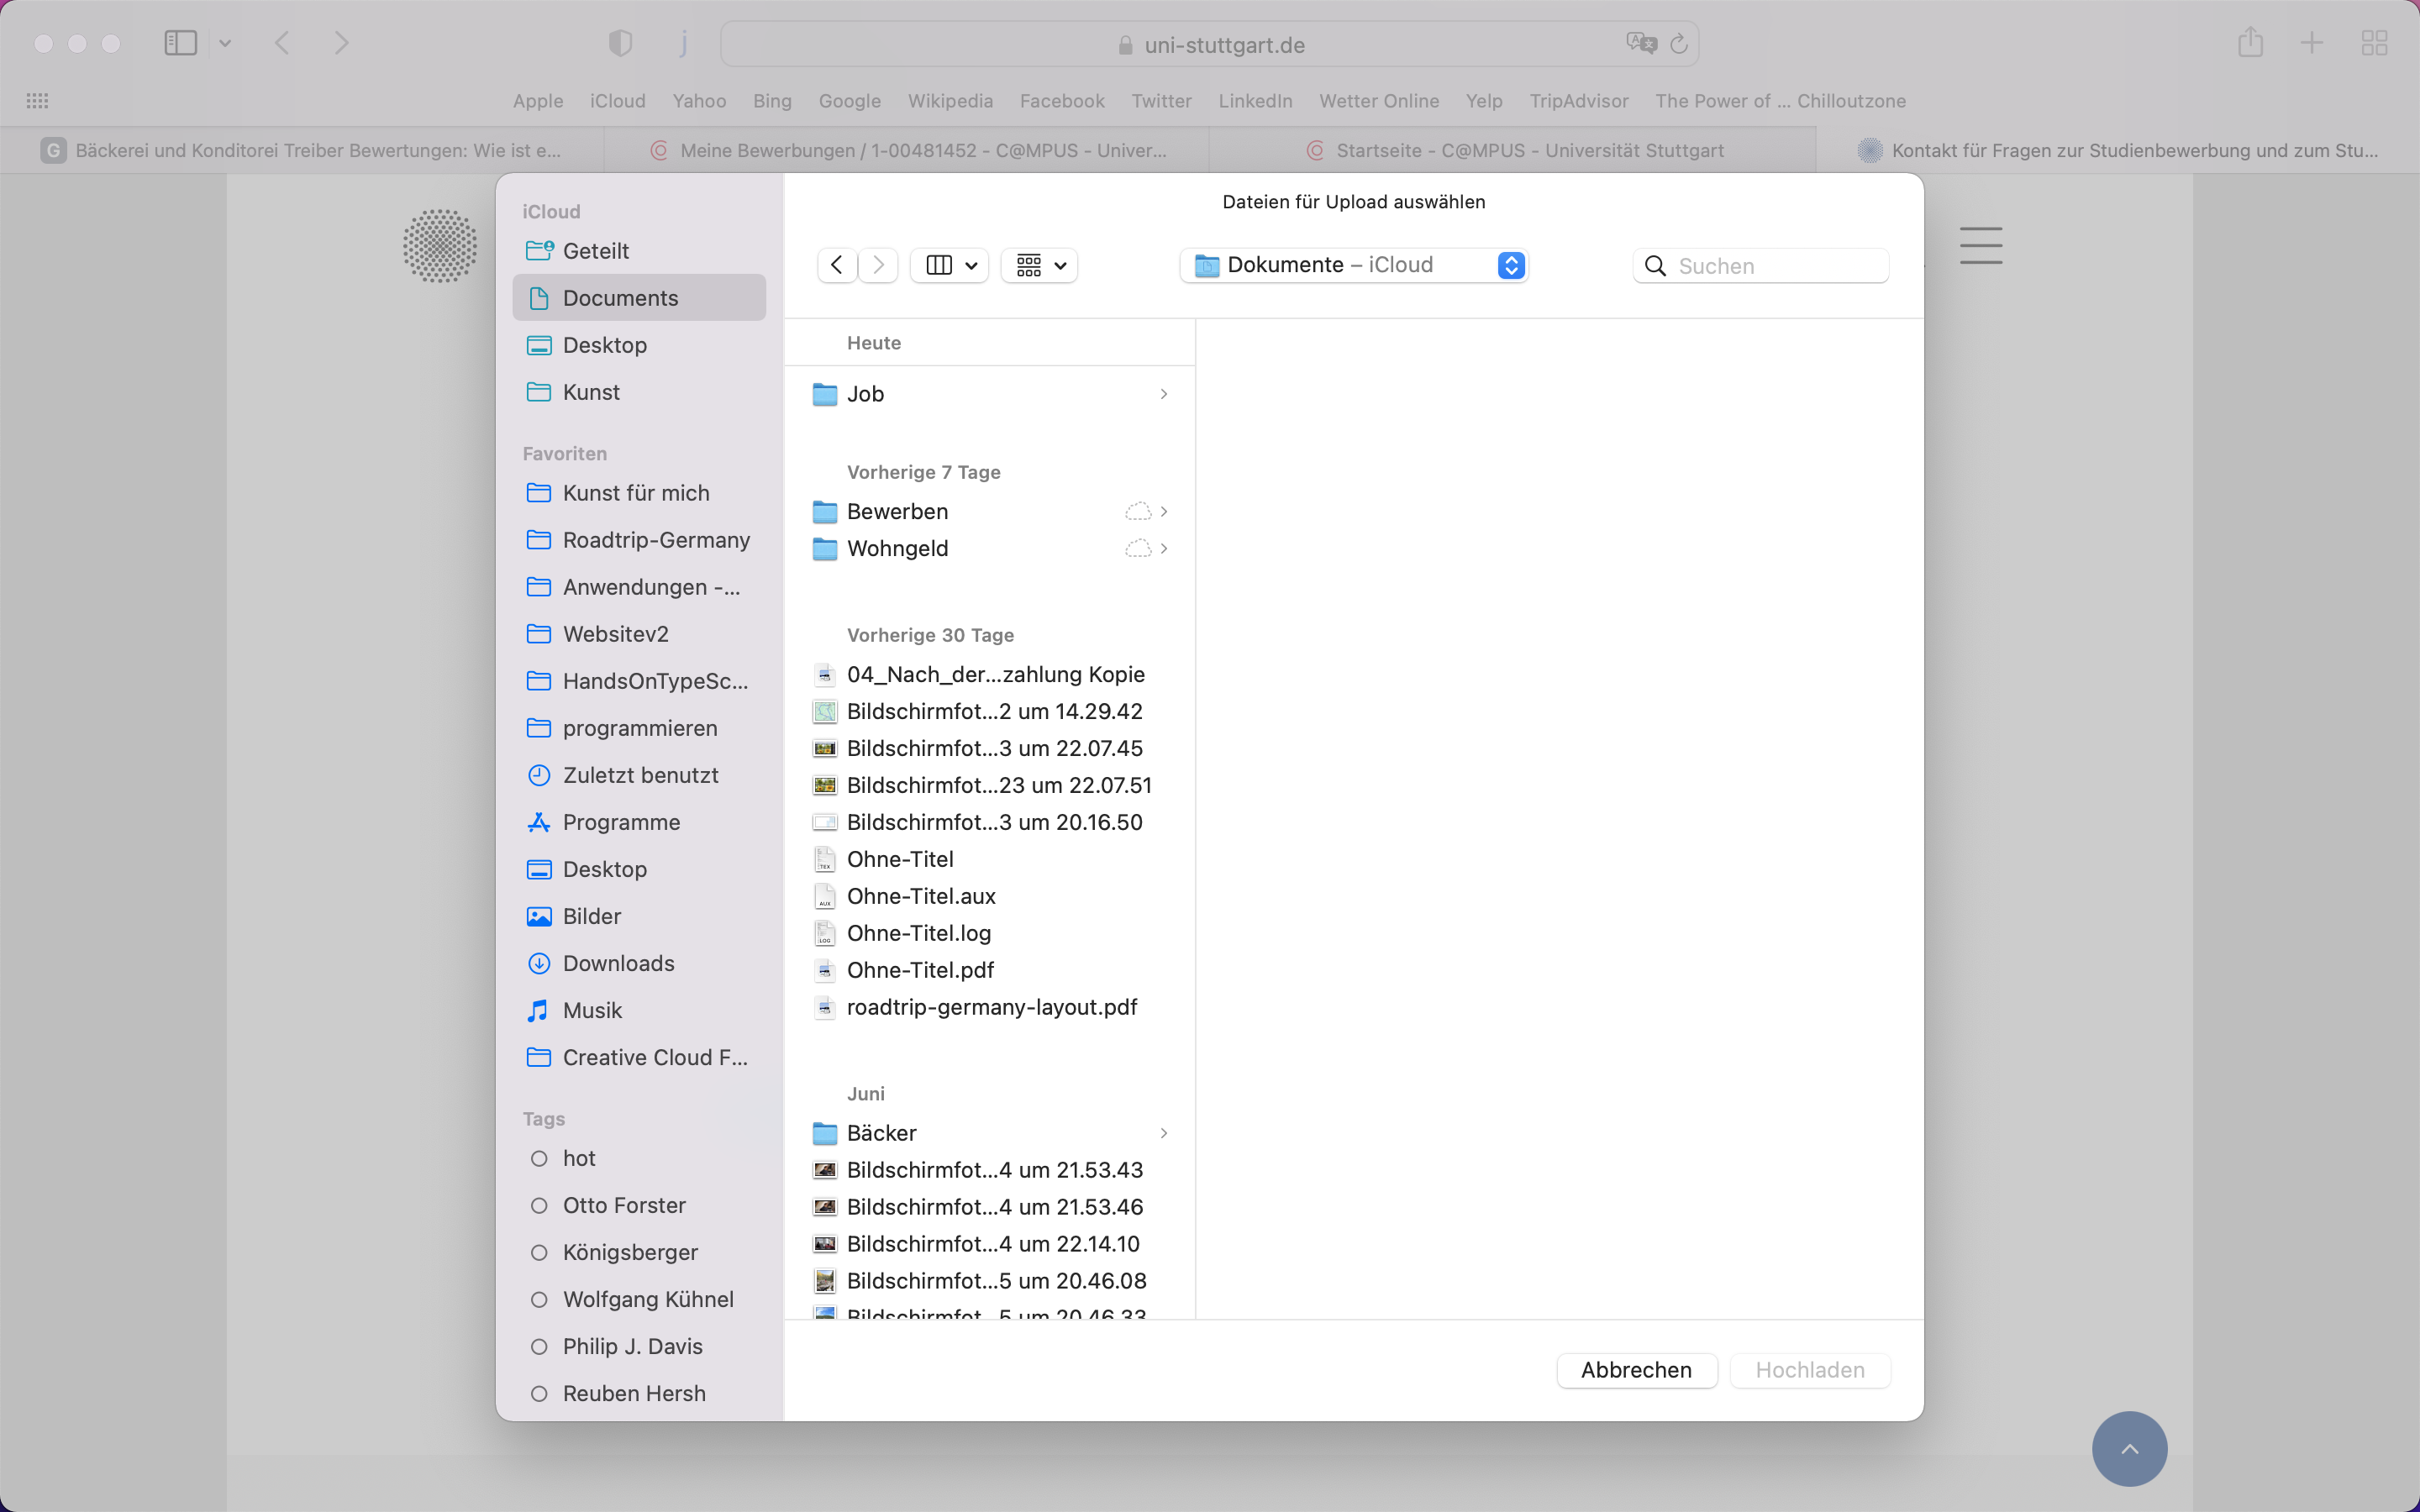 uni-stuttgart.de
Apple iCloud Yahoo Bing Google Wikipedia Facebook Twitter LinkedIn Wetter Online Yelp TripAdvisor The Power of ... Chilloutzone
G Bäckerei und Konditorei Treiber Bewertungen: Wie ist e...
Meine Bewerbungen / 1-00481452 - C@MPUS - Univer...
Startseite - C@MPUS - Universität Stuttgart
Kontakt für Fragen zur Studienbewerbung und zum Stu...
iCloud
Geteilt
Documents
Desktop
Kunst
Favoriten
Kunst für mich
Roadtrip-Germany
Anwendungen -...
Websitev2
HandsOnTypeSc...
programmieren
Zuletzt benutzt
Programme
Desktop
Bilder
Downloads
Musik
Creative Cloud F...
Tags
hot
Otto Forster
Königsberger
Wolfgang Kühnel
Philip J. Davis
Reuben Hersh
Dateien für Upload auswählen
Dokumente – iCloud
Suchen
Heute
Job
Vorherige 7 Tage
Bewerben
Wohngeld
Vorherige 30 Tage
04_Nach_der...zahlung Kopie
Bildschirmfot...2 um 14.29.42
Bildschirmfot...3 um 22.07.45
Bildschirmfot...23 um 22.07.51
Bildschirmfot...3 um 20.16.50
Ohne-Titel
Ohne-Titel.aux
Ohne-Titel.log
Ohne-Titel.pdf
roadtrip-germany-layout.pdf
Juni
Bäcker
Bildschirmfot...4 um 21.53.43
Bildschirmfot...4 um 21.53.46
Bildschirmfot...4 um 22.14.10
Bildschirmfot...5 um 20.46.08
Bildschirmfot...5 um 20.46.33
Abbrechen
Hochladen